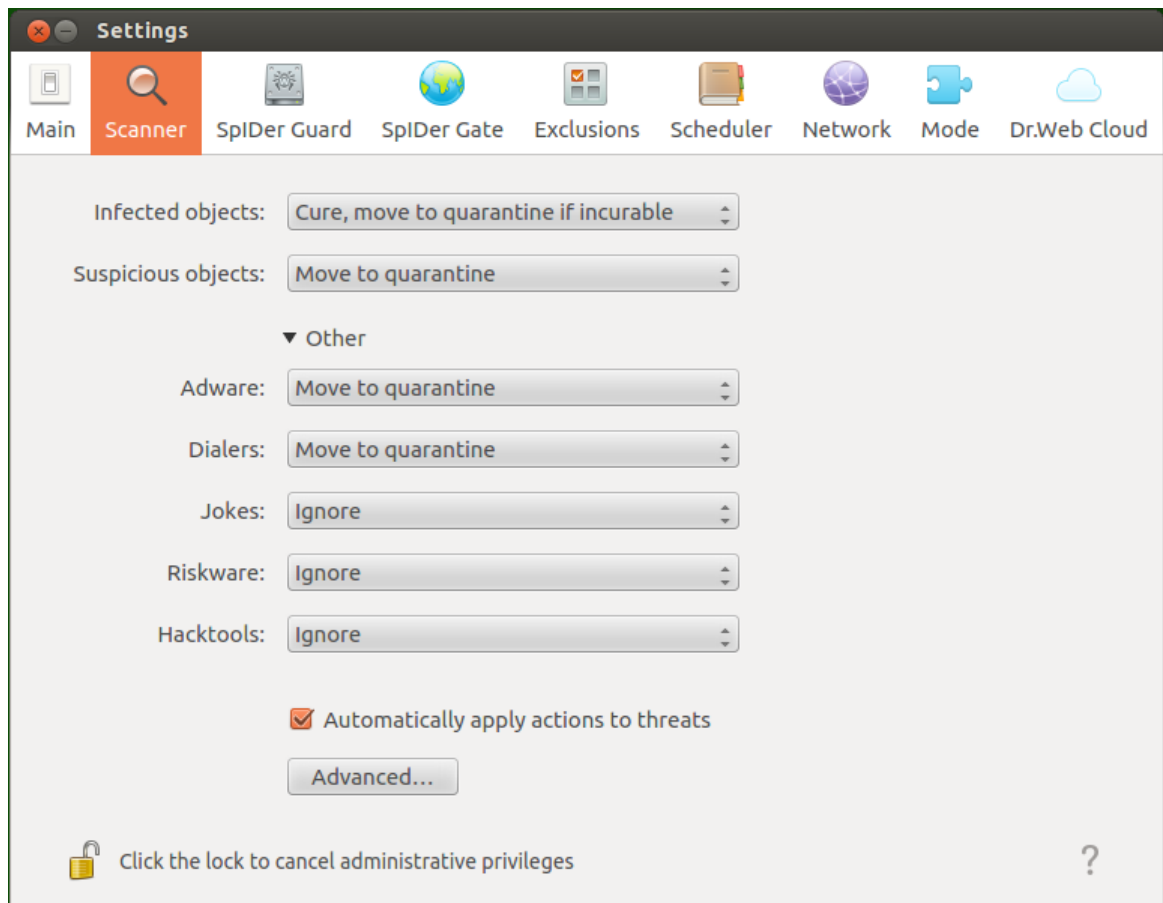 Settings
Main Scanner SpIDer Guard SpIDer Gate Exclusions Scheduler Network Mode Dr.Web Cloud
Infected objects: Cure, move to quarantine if incurable
Suspicious objects: Move to quarantine
Other
Adware: Move to quarantine
Dialers: Move to quarantine
Jokes: Ignore
Riskware: Ignore
Hacktools: Ignore
Automatically apply actions to threats
Advanced...
Click the lock to cancel administrative privileges ?